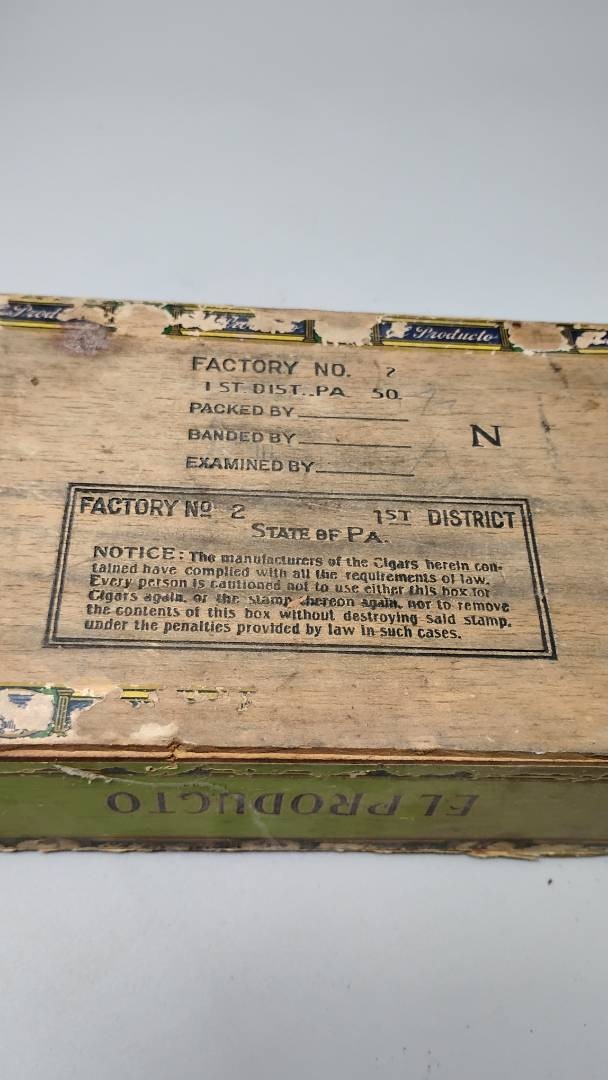 Producto
FACTORY NO. 2
1 ST. DIST., PA. 50.
PACKED BY
BANDED BY
N
EXAMINED BY
FACTORY Nº 2 1ST DISTRICT
STATE OF PA.
NOTICE: The manufacturers of the Cigars herein con-
tained have complied with all the requirements of law.
Every person is cautioned not to use either this box for
Cigars again, or the stamp thereon again, nor to remove
the contents of this box without destroying said stamp,
under the penalties provided by law in such cases.
EL PRODUCTO